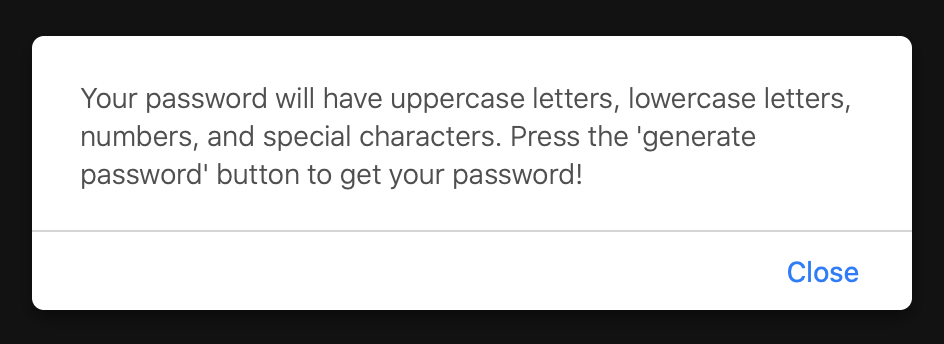 Your password will have uppercase letters, lowercase letters,
numbers, and special characters. Press the 'generate
password' button to get your password!
Close